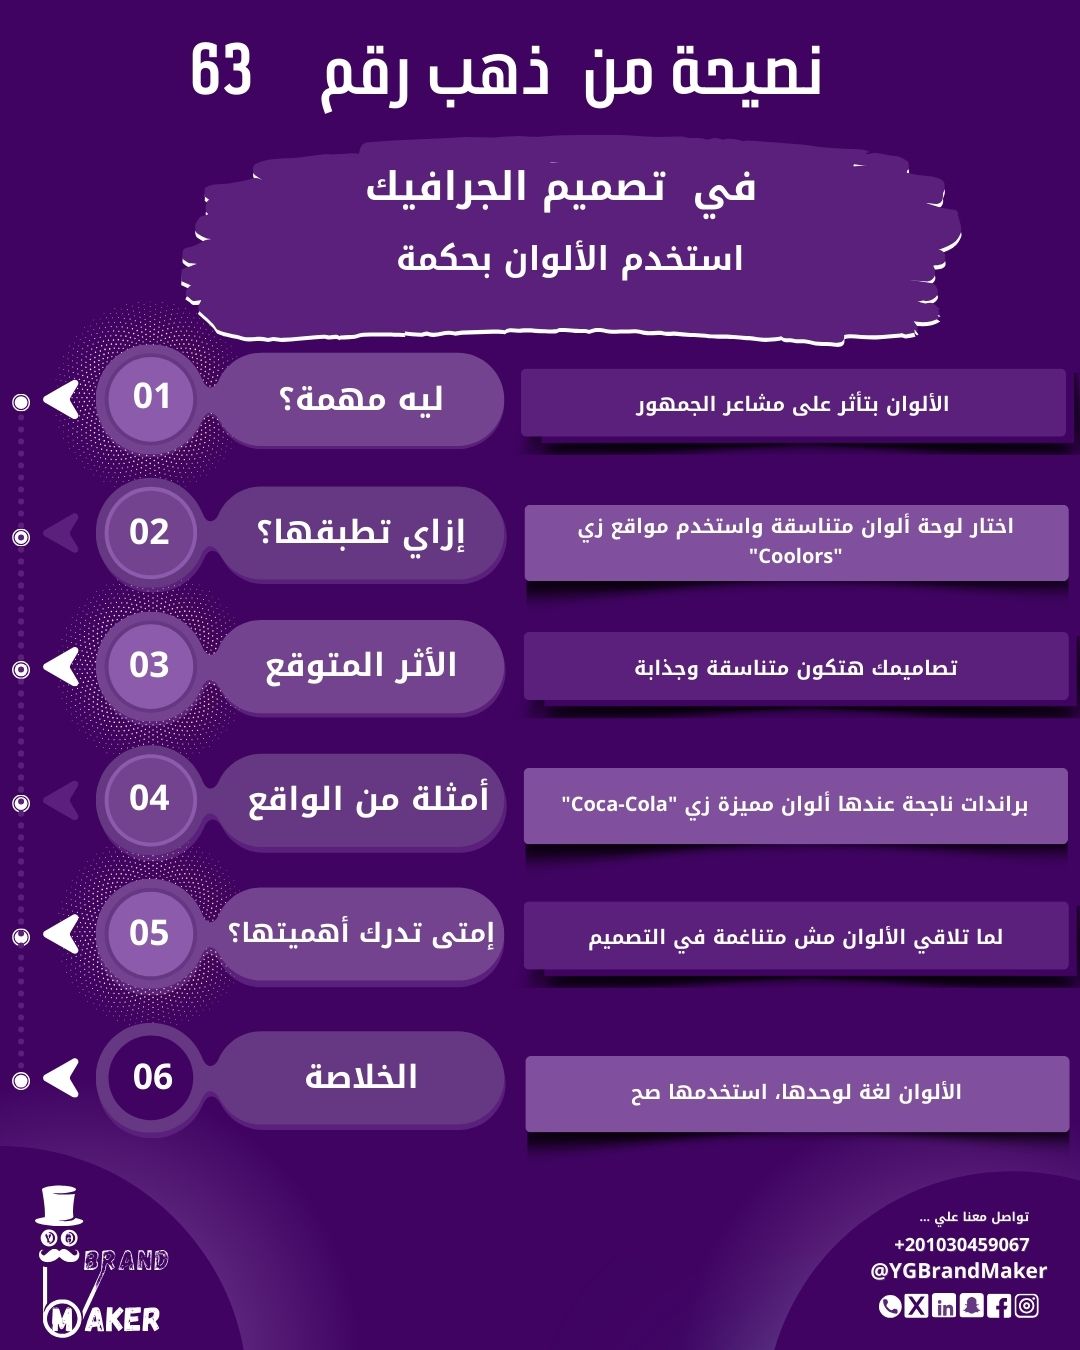 نصيحة من ذهب رقم 63
في تصميم الجرافيك
استخدم الألوان بحكمة
01
ليه مهمة؟
الألوان بتأثر على مشاعر الجمهور
02
إزاي تطبقها؟
اختار لوحة ألوان متناسقة واستخدم مواقع زي
"Coolors"
03
الأثر المتوقع
تصاميمك هتكون متناسقة وجذابة
04
أمثلة من الواقع
براندات ناجحة عندها ألوان مميزة زي "Coca-Cola"
05
إمتى تدرك أهميتها؟
لما تلاقي الألوان مش متناغمة في التصميم
06
الخلاصة
الألوان لغة لوحدها، استخدمها صح
YG
BRAND
MAKER
تواصل معنا علي ...
+201030459067
@YGBrandMaker